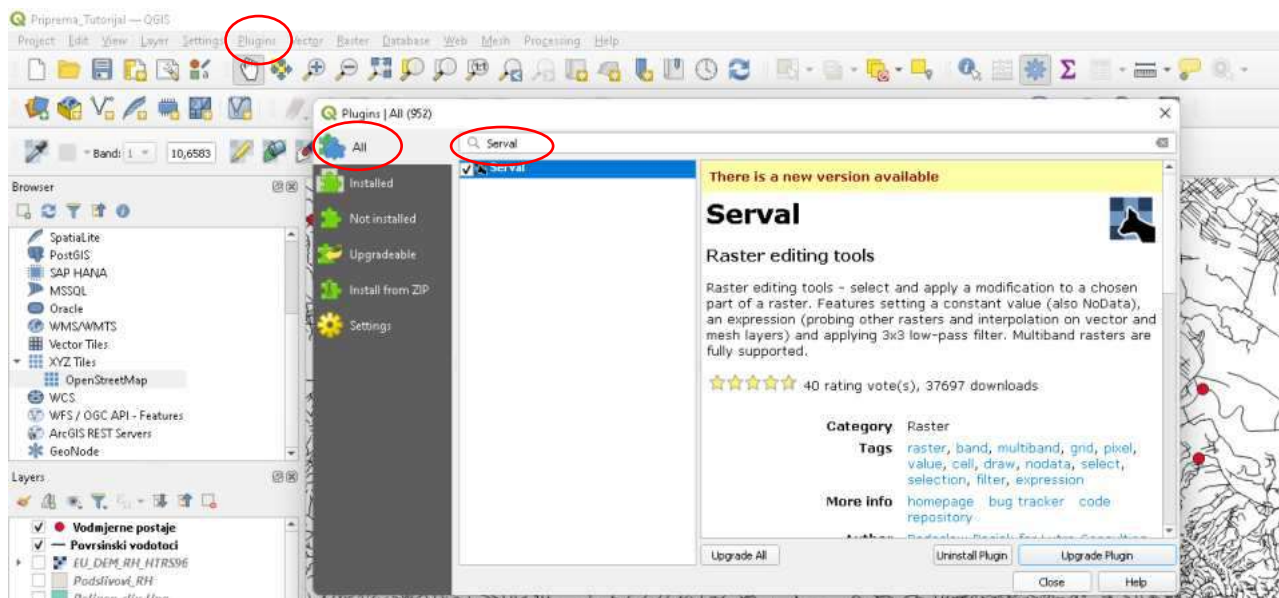 Priprema_Tutorijal — QGIS
Project Edit View Layer Settings Plugins Vector Raster Database Web Mesh Processing Help
Plugins | All (952)
Band: 1 10,6583
All
Serval
Installed
Not installed
Upgradeable
Install from ZIP
Settings
Serval
There is a new version available
Serval
Raster editing tools
Raster editing tools - select and apply a modification to a chosen
part of a raster. Features setting a constant value (also NoData),
an expression (probing other rasters and interpolation on vector and
mesh layers) and applying 3x3 low-pass filter. Multiband rasters are
fully supported.
40 rating vote(s), 37697 downloads
Category Raster
Tags raster, band, multiband, grid, pixel,
value, cell, draw, nodata, select,
selection, filter, expression
More info homepage bug tracker code
repository
Upgrade All Uninstall Plugin Upgrade Plugin
Close Help
Browser
SpatiaLite
PostGIS
SAP HANA
MSSQL
Oracle
WMS/WMTS
Vector Tiles
XYZ Tiles
OpenStreetMap
WCS
WFS / OGC API - Features
ArcGIS REST Servers
GeoNode
Layers
Vodmjerne postaje
Povrsinski vodotoci
EU_DEM_RH_HTRS96
Podslivovi_RH